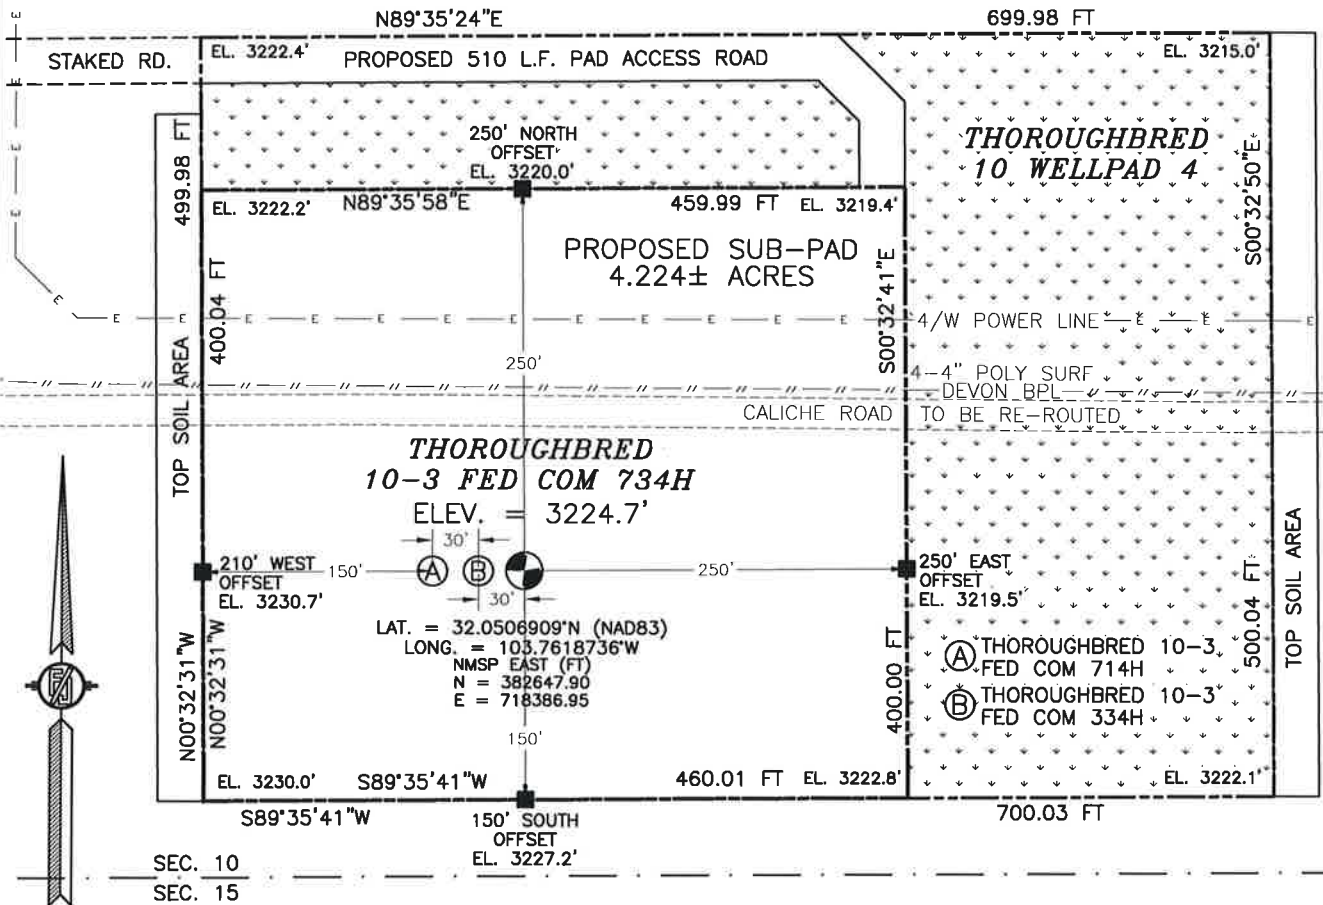 N89°35'24"E
699.98 FT
STAKED RD.
EL. 3222.4'
PROPOSED 510 L.F. PAD ACCESS ROAD
EL. 3215.0'
499.98 FT
250' NORTH
OFFSET
EL. 3220.0'
THOROUGHBRED
10 WELLPAD 4
S00°32'50"E
EL. 3222.2'
N89°35'58"E
459.99 FT
EL. 3219.4'
PROPOSED SUB-PAD
4.224± ACRES
400.04 FT
S00°32'41"E
E E E E E E E E E E E E E E E E E E
4/W POWER LINE
250'
4-4" POLY SURF
DEVON BPL
CALICHE ROAD TO BE RE-ROUTED
TOP SOIL AREA
THOROUGHBRED
10-3 FED COM 734H
ELEV. = 3224.7'
30'
210' WEST
OFFSET
EL. 3230.7'
150'
A
B
250'
250' EAST
OFFSET
EL. 3219.5'
30'
LAT. = 32.0506909°N (NAD83)
LONG. = 103.7618736°W
NMSP EAST (FT)
N = 382647.90
E = 718386.95
N00°32'31"W
N00°32'31"W
400.00 FT
A THOROUGHBRED 10-3
FED COM 714H
B THOROUGHBRED 10-3
FED COM 334H
500.04 FT
TOP SOIL AREA
150'
EL. 3230.0'
S89°35'41"W
460.01 FT
EL. 3222.8'
EL. 3222.1'
S89°35'41"W
150' SOUTH
OFFSET
EL. 3227.2'
700.03 FT
SEC. 10
SEC. 15